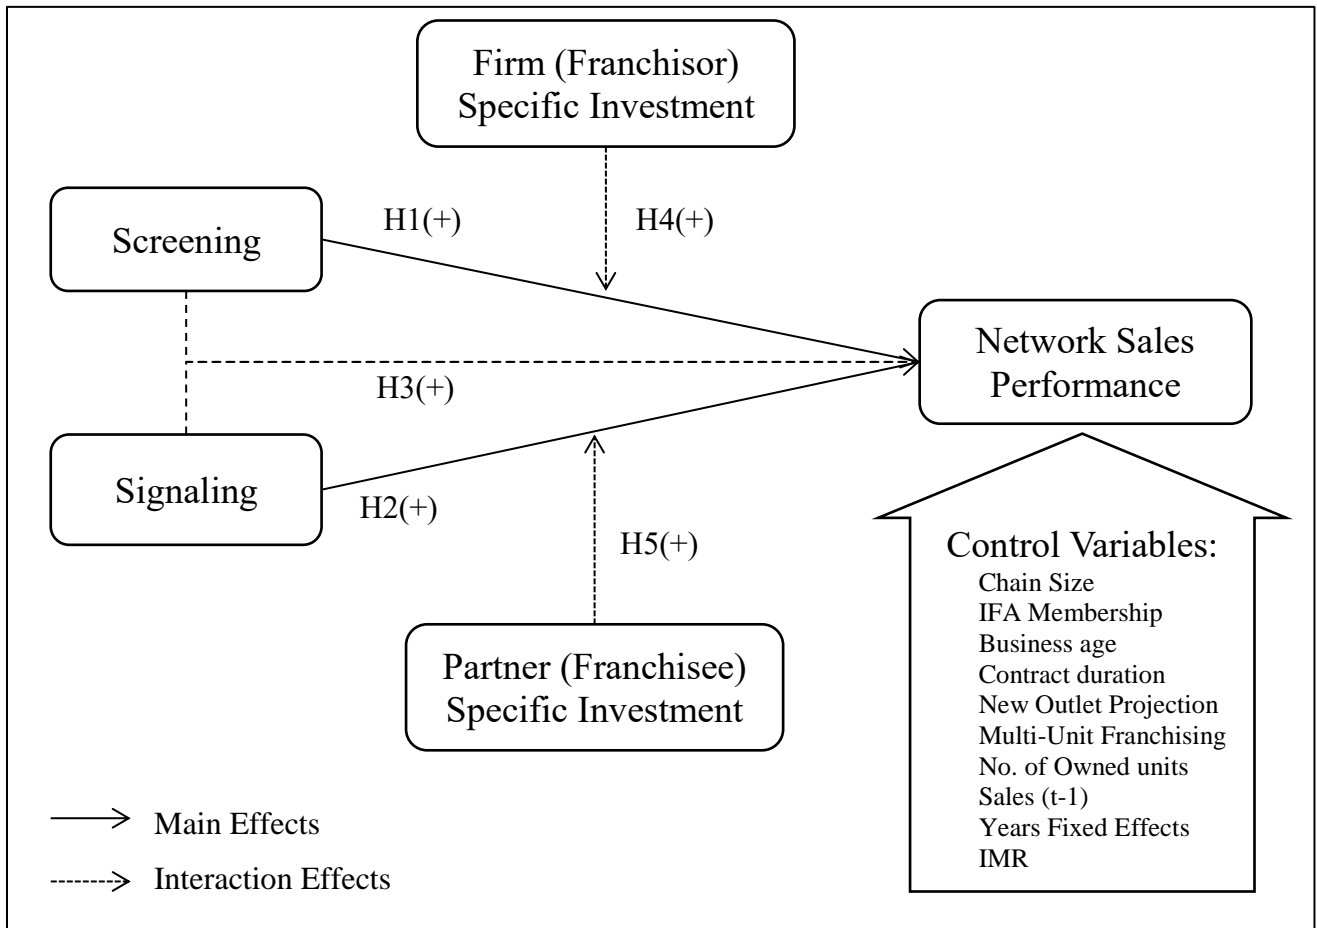 Firm (Franchisor)
Specific Investment
Screening
H1(+)
H4(+)
Network Sales
Performance
H3(+)
Signaling
H2(+)
H5(+)
Partner (Franchisee)
Specific Investment
Control Variables:
Chain Size
IFA Membership
Business age
Contract duration
New Outlet Projection
Multi-Unit Franchising
No. of Owned units
Sales (t-1)
Years Fixed Effects
IMR
Main Effects
Interaction Effects